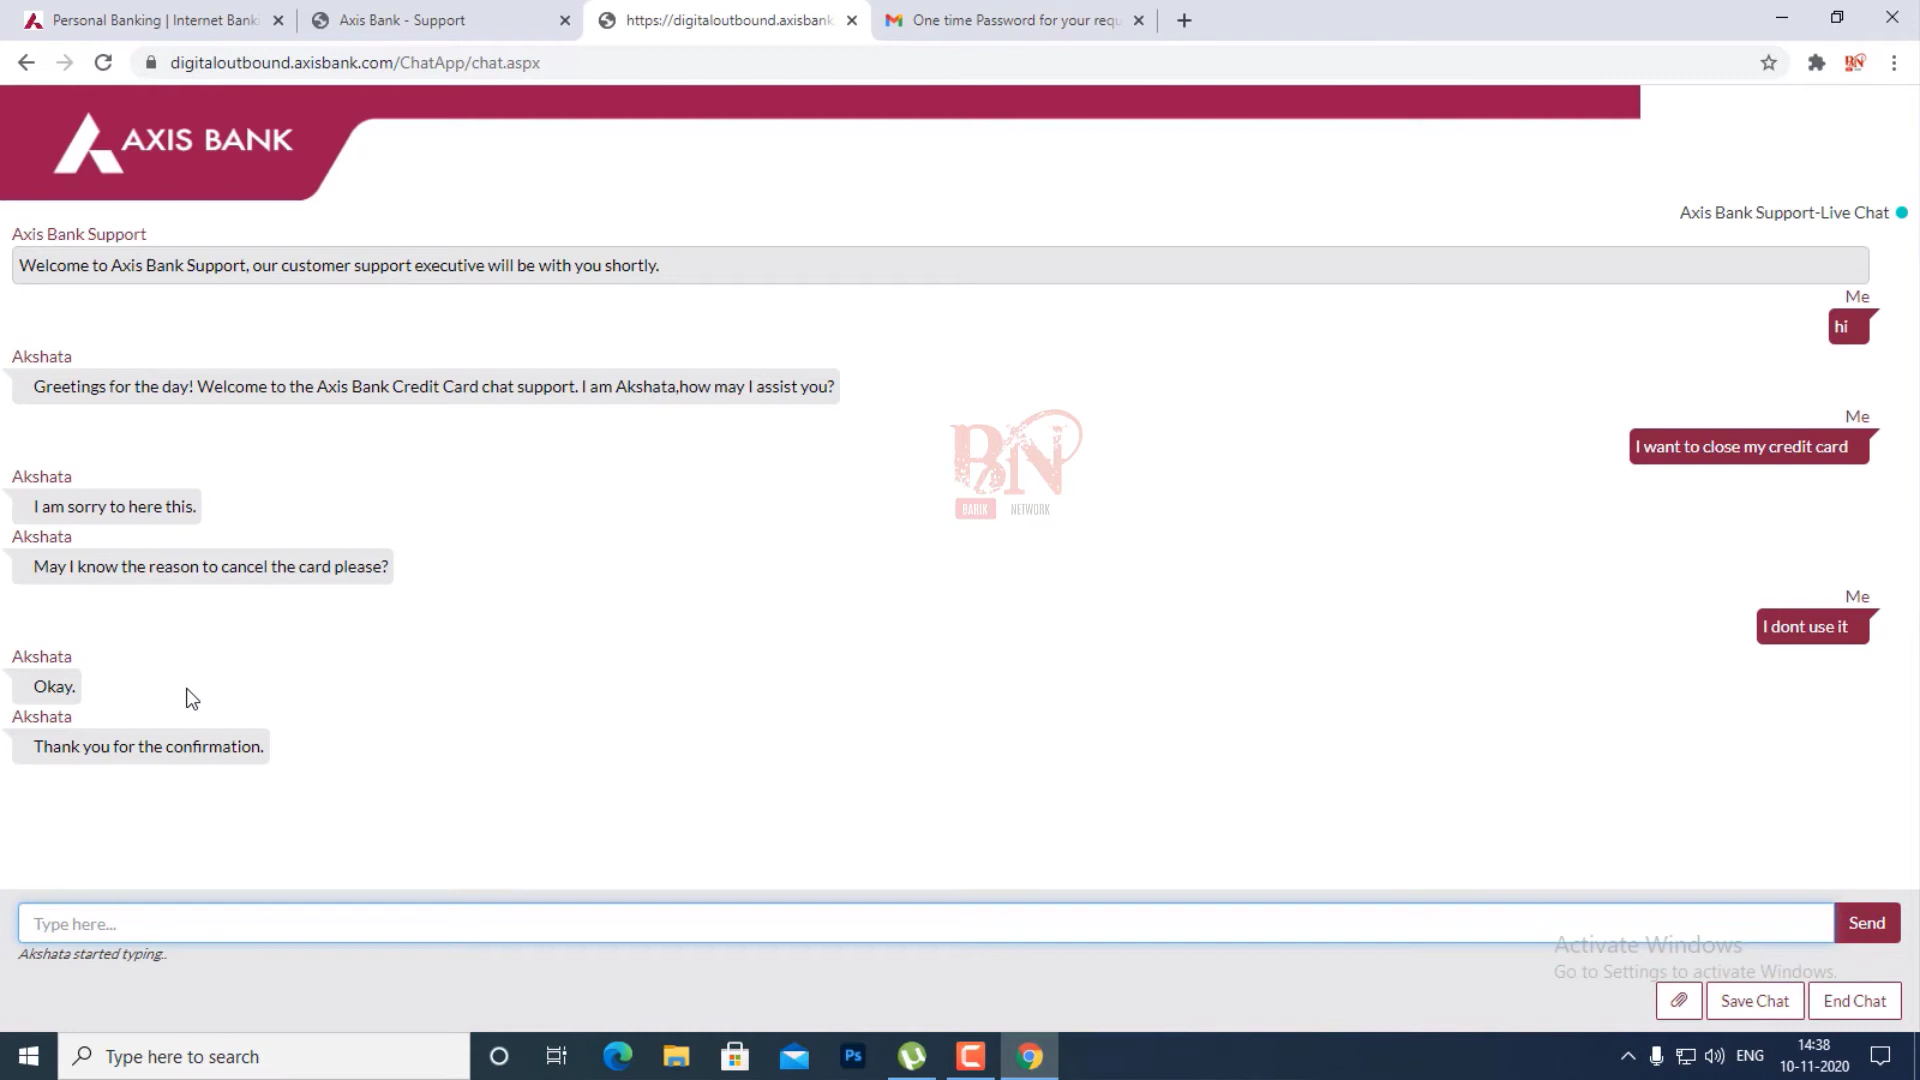 Personal Banking | Internet Banki
Axis Bank - Support
https://digitaloutbound.axisbank
One time Password for your requ
digitaloutbound.axisbank.com/ChatApp/chat.aspx
BN
AXIS BANK
Axis Bank Support-Live Chat
Axis Bank Support
Welcome to Axis Bank Support, our customer support executive will be with you shortly.
Me
hi
Akshata
Greetings for the day! Welcome to the Axis Bank Credit Card chat support. I am Akshata,how may I assist you?
Me
I want to close my credit card
BN
BARIK NETWORK
Akshata
I am sorry to here this.
Akshata
May I know the reason to cancel the card please?
Me
I dont use it
Akshata
Okay.
Akshata
Thank you for the confirmation.
Type here...
Send
Akshata started typing..
Activate Windows
Go to Settings to activate Windows.
Save Chat
End Chat
Type here to search
Ps
ENG
14:38
10-11-2020